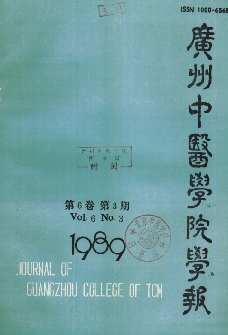 ISSN 1000-6568
廣州中醫學院學報
第6卷 第3期
Vol. 6 No. 3
1989
JOURNAL OF
GUANGZHOU COLLEGE OF TCM